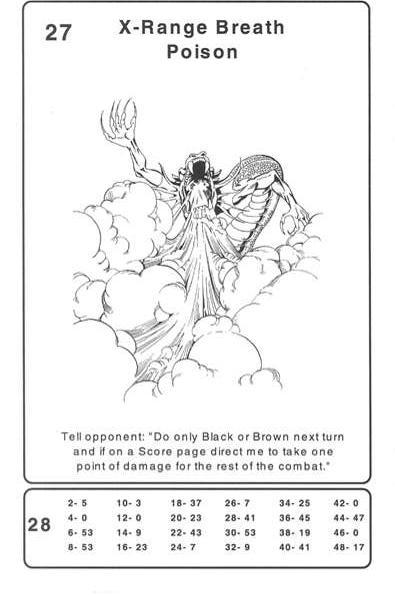 27
X-Range Breath
Poison
Tell opponent: "Do only Black or Brown next turn
and if on a Score page direct me to take one
point of damage for the rest of the combat."
28
2- 5 10- 3 18- 37 26- 7 34- 25 42- 0
4- 0 12- 0 20- 23 28- 41 36- 45 44- 47
6- 53 14- 9 22- 43 30- 53 38- 19 46- 0
8- 53 16- 23 24- 7 32- 9 40- 41 48- 17